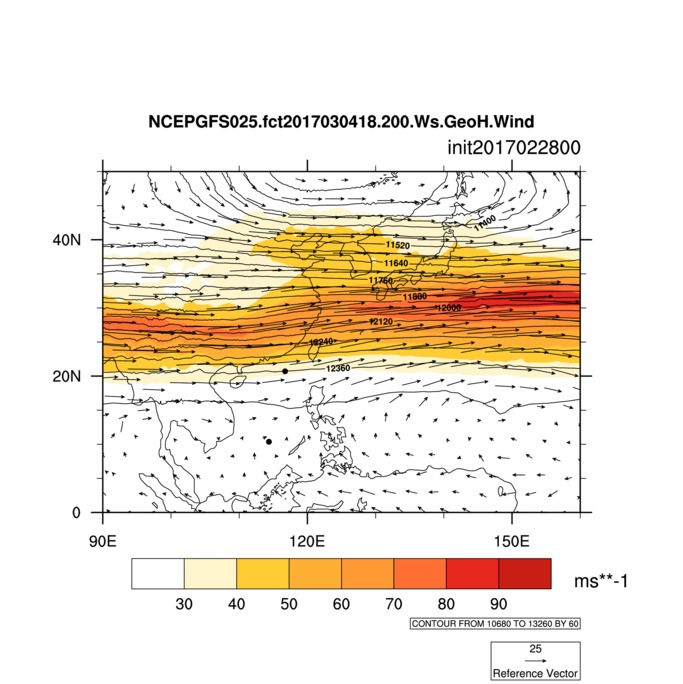 NCEPGFS025.fct2017030418.200.Ws.GeoH.Wind
init2017022800
11400
40N
11520
11640
11760
11880
12000
12120
12240
20N
12360
0
90E 120E 150E
30 40 50 60 70 80 90
ms**-1
CONTOUR FROM 10680 TO 13260 BY 60
25
Reference Vector